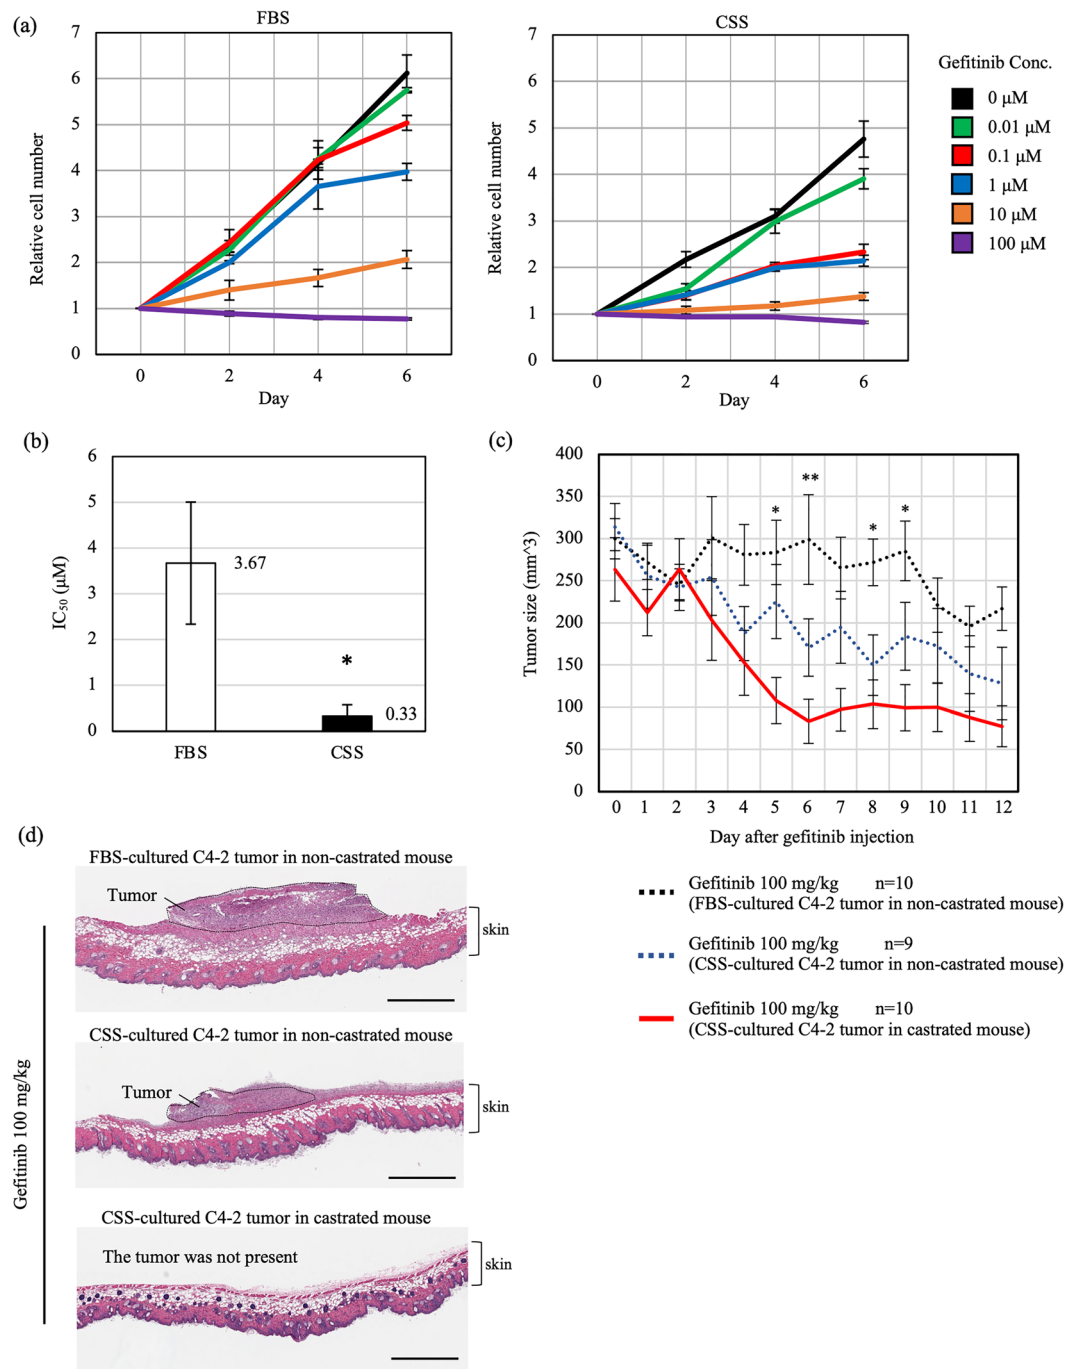 (a)
FBS
7
6
5
4
3
2
1
0
Relative cell number
0 2 4 6
Day
CSS
7
6
5
4
3
2
1
0
Relative cell number
0 2 4 6
Day
Gefitinib Conc.
0 μM
0.01 μM
0.1 μM
1 μM
10 μM
100 μM
(b)
6
5
4
3
2
1
0
IC50 (μM)
3.67
*
0.33
FBS CSS
(c)
400
350
300
250
200
150
100
50
0
Tumor size (mm^3)
* ** * *
0 1 2 3 4 5 6 7 8 9 10 11 12
Day after gefitinib injection
Gefitinib 100 mg/kg n=10
(FBS-cultured C4-2 tumor in non-castrated mouse)
Gefitinib 100 mg/kg n=9
(CSS-cultured C4-2 tumor in non-castrated mouse)
Gefitinib 100 mg/kg n=10
(CSS-cultured C4-2 tumor in castrated mouse)
(d)
Gefitinib 100 mg/kg
FBS-cultured C4-2 tumor in non-castrated mouse
Tumor
skin
CSS-cultured C4-2 tumor in non-castrated mouse
Tumor
skin
CSS-cultured C4-2 tumor in castrated mouse
The tumor was not present
skin